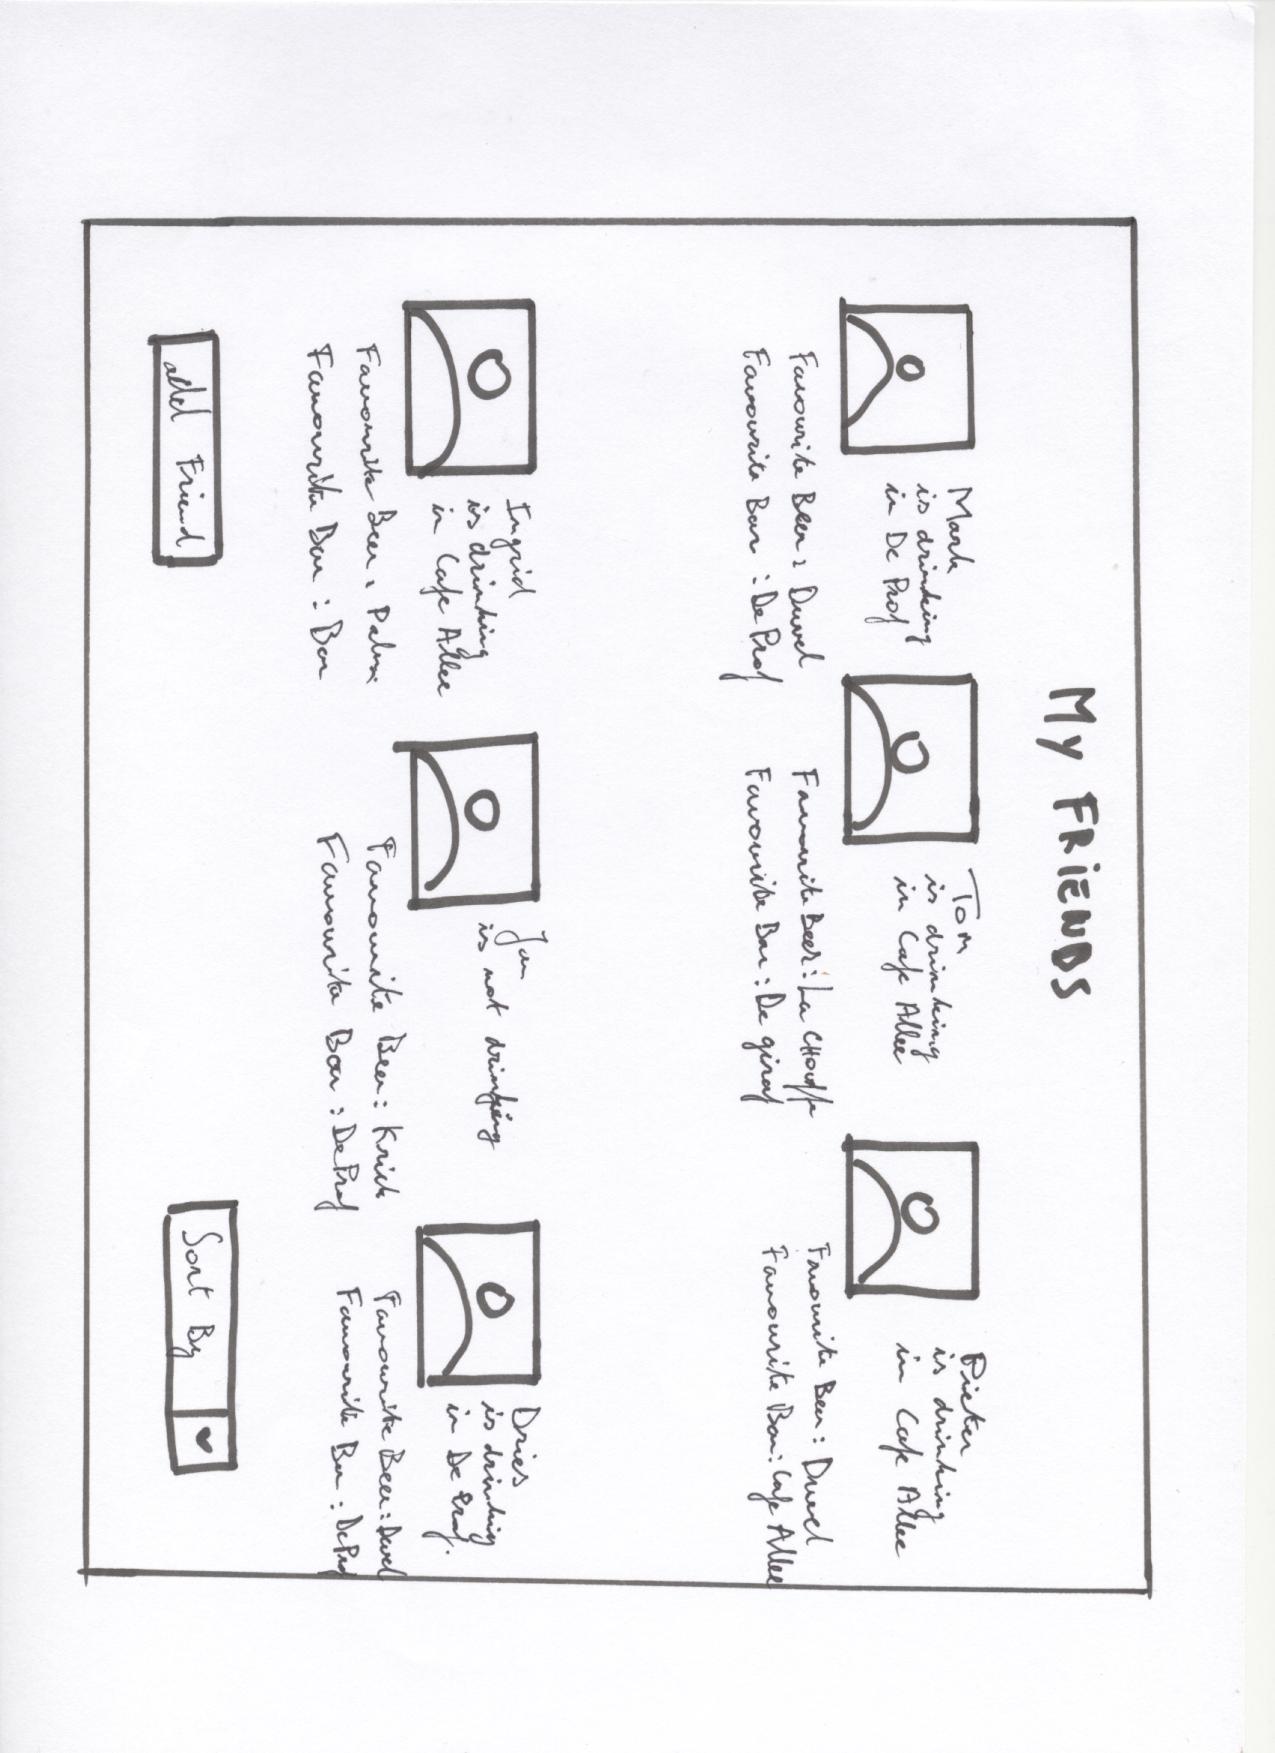 My FRiENDS
Mark
is drinking
in De Prof
Favourite Beer: Duvel
Favourite Bar : De Prof
Tom
is drinking
in Cafe Allee
Favourite Beer: La CHouffe
Favourite Bar : De giraf
Pieter
is drinking
in Cafe Allee
Favourite Beer: Duvel
Favourite Bar: Cafe Allee
Ingrid
is drinking
in Cafe Allee
Favourite Beer: Palm
Favourite Bar :
Jan
is not drinking
Favourite Beer: Kriek
Favourite Bar : De Prof
Dries
is drinking
in De Prof.
Favourite Beer: Duvel
Favourite Bar : De Prof
add Friend
Sort By